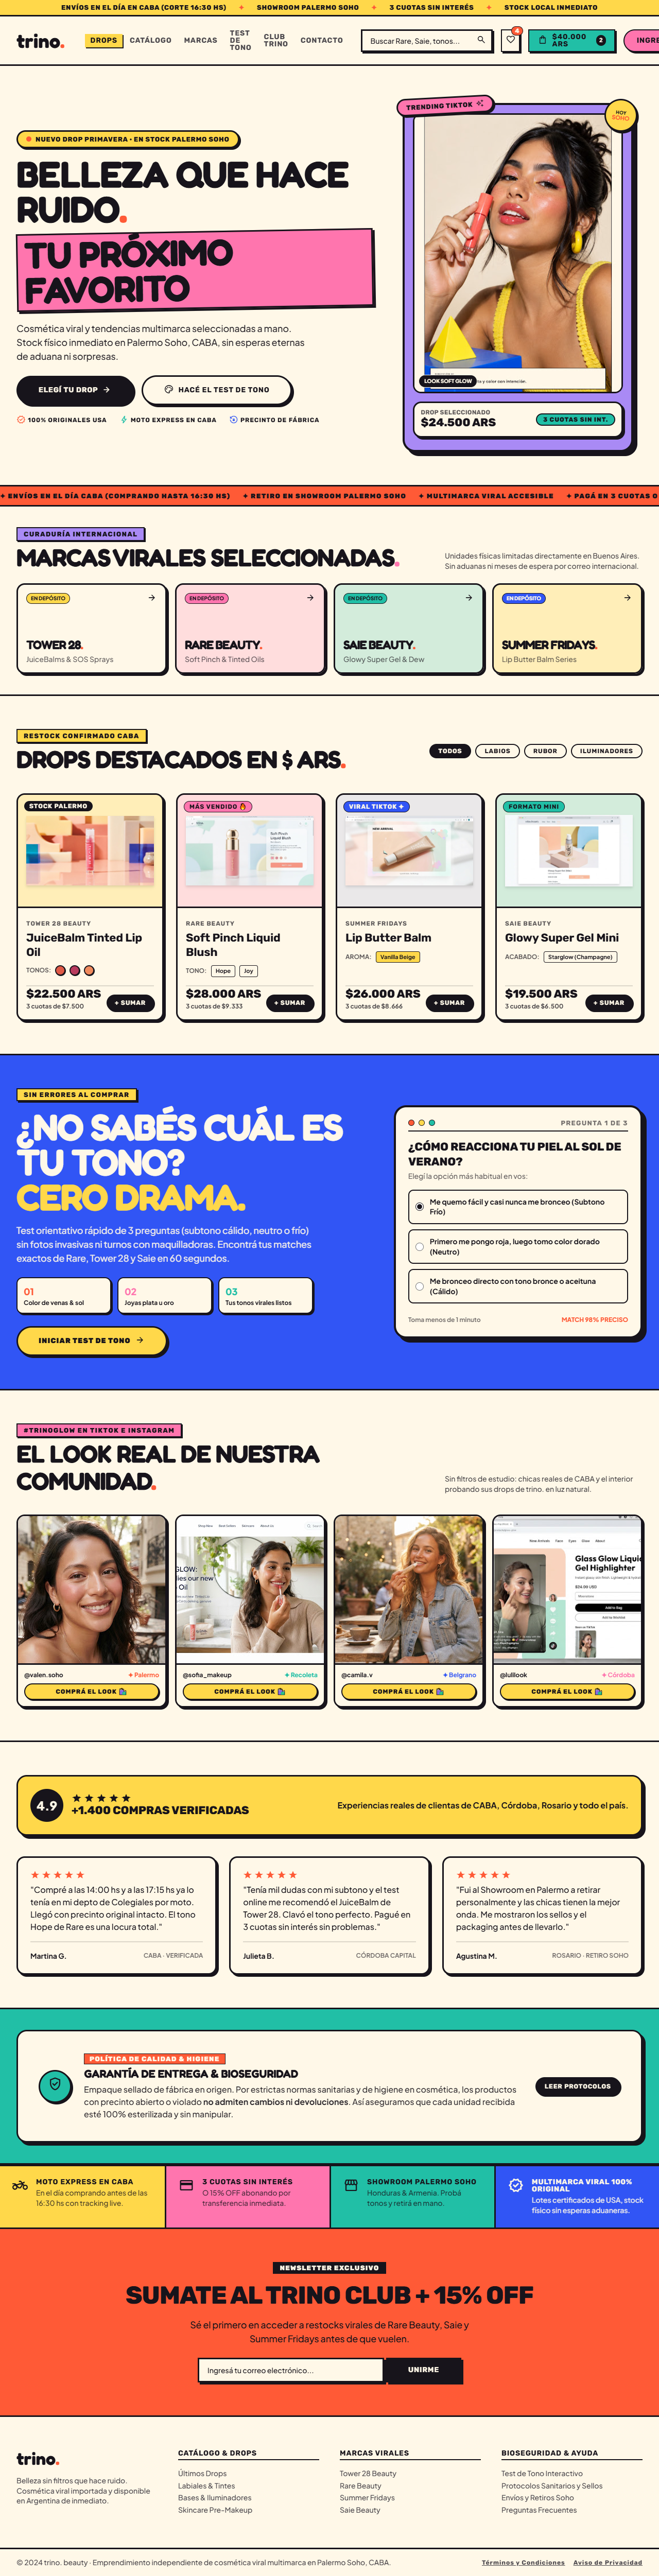 ENVÍOS EN EL DÍA EN CABA (CORTE 16:30 HS) ✦ SHOWROOM PALERMO SOHO ✦ 3 CUOTAS SIN INTERÉS ✦ STOCK LOCAL INMEDIATO
trino.
DROPS
CATÁLOGO
MARCAS
TEST DE TONO
CLUB TRINO
CONTACTO
Buscar Rare, Saie, tonos...
4
$40.000 ARS
2
NUEVO DROP PRIMAVERA · EN STOCK PALERMO SOHO
BELLEZA QUE HACE
RUIDO.
TU PRÓXIMO
FAVORITO
Cosmética viral y tendencias multimarca seleccionadas a mano.
Stock físico inmediato en Palermo Soho, CABA, sin esperas eternas
de aduana ni sorpresas.
ELEGÍ TU DROP →
HACÉ EL TEST DE TONO
100% ORIGINALES USA
MOTO EXPRESS EN CABA
PRECINTO DE FÁBRICA
TRENDING TIKTOK
HOY
SOHO
LOOK SOFT GLOW
y color con intención.
DROP SELECCIONADO
$24.500 ARS
3 CUOTAS SIN INT.
✦ ENVÍOS EN EL DÍA CABA (COMPRANDO HASTA 16:30 HS) ✦ RETIRO EN SHOWROOM PALERMO SOHO ✦ MULTIMARCA VIRAL ACCESIBLE ✦ PAGÁ EN 3 CUOTAS
CURADURÍA INTERNACIONAL
MARCAS VIRALES SELECCIONADAS.
Unidades físicas limitadas directamente en Buenos Aires.
Sin aduanas ni meses de espera por correo internacional.
EN DEPÓSITO →
TOWER 28.
JuiceBalms & SOS Sprays
EN DEPÓSITO →
RARE BEAUTY.
Soft Pinch & Tinted Oils
EN DEPÓSITO →
SAIE BEAUTY.
Glowy Super Gel & Dew
EN DEPÓSITO →
SUMMER FRIDAYS.
Lip Butter Balm Series
RESTOCK CONFIRMADO CABA
DROPS DESTACADOS EN $ ARS.
TODOS
LABIOS
RUBOR
ILUMINADORES
STOCK PALERMO
TOWER 28 BEAUTY
JuiceBalm Tinted Lip
Oil
TONOS:
$22.500 ARS
3 cuotas de $7.500
+ SUMAR
MÁS VENDIDO 🔥
Soft Pinch
Liquid
Blush
RARE BEAUTY
Soft Pinch Liquid
Blush
TONO: Hope Joy
$28.000 ARS
3 cuotas de $9.333
+ SUMAR
VIRAL TIKTOK ✦
NEW ARRIVAL
SUMMER FRIDAYS
Lip Butter Balm
AROMA: Vanilla Beige
$26.000 ARS
3 cuotas de $8.666
+ SUMAR
FORMATO MINI
SAIE BEAUTY
Glowy Super Gel Mini
ACABADO: Starglow (Champagne)
$19.500 ARS
3 cuotas de $6.500
+ SUMAR
SIN ERRORES AL COMPRAR
¿NO SABÉS CUÁL ES
TU TONO?
CERO DRAMA.
Test orientativo rápido de 3 preguntas (subtono cálido, neutro o frío)
sin fotos invasivas ni turnos con maquilladoras. Encontrá tus matches
exactos de Rare, Tower 28 y Saie en 60 segundos.
01
Color de venas & sol
02
Joyas plata u oro
03
Tus tonos virales listos
INICIAR TEST DE TONO →
PREGUNTA 1 DE 3
¿CÓMO REACCIONA TU PIEL AL SOL DE
VERANO?
Elegí la opción más habitual en vos:
Me quemo fácil y casi nunca me bronceo (Subtono
Frío)
Primero me pongo roja, luego tomo color dorado
(Neutro)
Me bronceo directo con tono bronce o aceituna
(Cálido)
Toma menos de 1 minuto
MATCH 98% PRECISO
#TRINOGLOW EN TIKTOK E INSTAGRAM
EL LOOK REAL DE NUESTRA
COMUNIDAD.
Sin filtros de estudio: chicas reales de CABA y el interior
probando sus drops de trino. en luz natural.
@valen.soho ✦ Palermo
COMPRÁ EL LOOK 🛍️
GLOW:
our new
Oil
@sofia_makeup ✦ Recoleta
COMPRÁ EL LOOK 🛍️
@camila.v ✦ Belgrano
COMPRÁ EL LOOK 🛍️
Glass Glow Liquid
Gel Highlighter
Add to Bag
@lulilook ✦ Córdoba
COMPRÁ EL LOOK 🛍️
4.9
★★★★★
+1.400 COMPRAS VERIFICADAS
Experiencias reales de clientas de CABA, Córdoba, Rosario y todo el país.
★★★★★
"Compré a las 14:00 hs y a las 17:15 hs ya lo
tenía en mi depto de Colegiales por moto.
Llegó con precinto original intacto. El tono
Hope de Rare es una locura total."
Martina G.
CABA · VERIFICADA
★★★★★
"Tenía mil dudas con mi subtono y el test
online me recomendó el JuiceBalm de
Tower 28. Clavó el tono perfecto. Pagué en
3 cuotas sin interés sin problemas."
Julieta B.
CÓRDOBA CAPITAL
★★★★★
"Fui al Showroom en Palermo a retirar
personalmente y las chicas tienen la mejor
onda. Me mostraron los sellos y el
packaging antes de llevarlo."
Agustina M.
ROSARIO · RETIRO SOHO
POLÍTICA DE CALIDAD & HIGIENE
GARANTÍA DE ENTREGA & BIOSEGURIDAD
Empaque sellado de fábrica en origen. Por estrictas normas sanitarias y de higiene en cosmética, los productos
con precinto abierto o violado no admiten cambios ni devoluciones. Así aseguramos que cada unidad recibida
esté 100% esterilizada y sin manipular.
LEER PROTOCOLOS
MOTO EXPRESS EN CABA
En el día comprando antes de las
16:30 hs con tracking live.
3 CUOTAS SIN INTERÉS
O 15% OFF abonando por
transferencia inmediata.
SHOWROOM PALERMO SOHO
Honduras & Armenia. Probá
tonos y retirá en mano.
MULTIMARCA VIRAL 100%
ORIGINAL
Lotes certificados de USA, stock
físico sin esperas aduaneras.
NEWSLETTER EXCLUSIVO
SUMATE AL TRINO CLUB + 15% OFF
Sé el primero en acceder a restocks virales de Rare Beauty, Saie y
Summer Fridays antes de que vuelen.
Ingresá tu correo electrónico...
UNIRME
trino.
Belleza sin filtros que hace ruido.
Cosmética viral importada y disponible
en Argentina de inmediato.
CATÁLOGO & DROPS
Últimos Drops
Labiales & Tintes
Bases & Iluminadores
Skincare Pre-Makeup
MARCAS VIRALES
Tower 28 Beauty
Rare Beauty
Summer Fridays
Saie Beauty
BIOSEGURIDAD & AYUDA
Test de Tono Interactivo
Protocolos Sanitarios y Sellos
Envíos y Retiros Soho
Preguntas Frecuentes
© 2024 trino. beauty · Emprendimiento independiente de cosmética viral multimarca en Palermo Soho, CABA.
Términos y Condiciones
Aviso de Privacidad